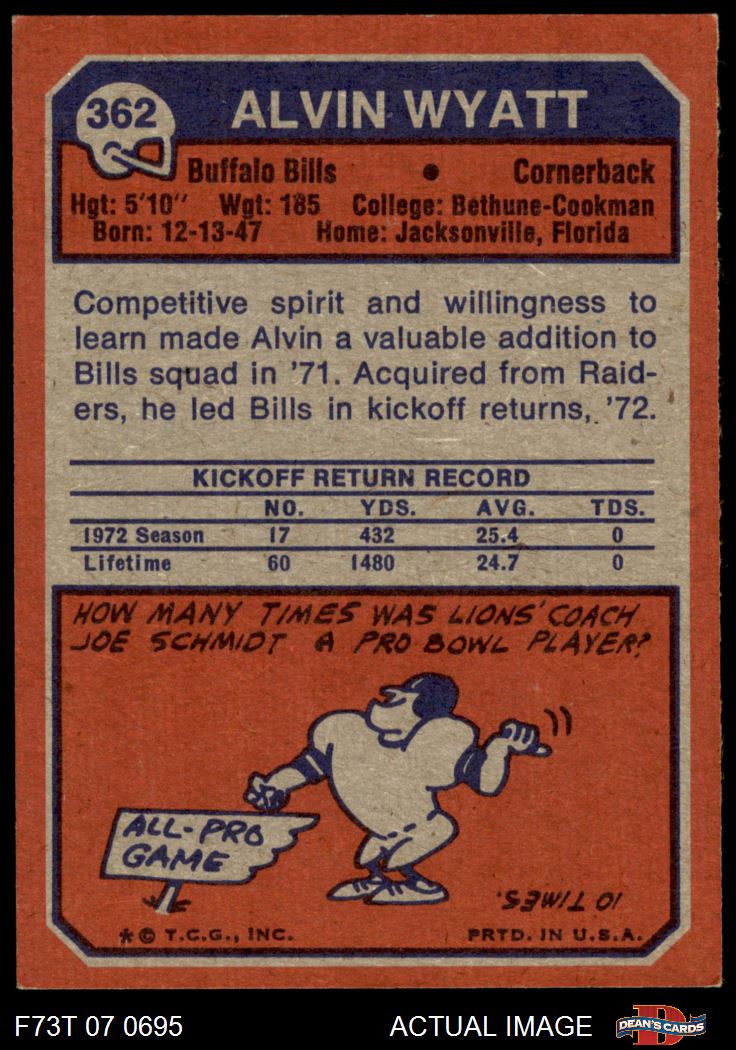 362
ALVIN WYATT
Buffalo Bills • Cornerback
Hgt: 5'10" Wgt: 185 College: Bethune-Cookman
Born: 12-13-47 Home: Jacksonville, Florida
Competitive spirit and willingness to
learn made Alvin a valuable addition to
Bills squad in '71. Acquired from Raid-
ers, he led Bills in kickoff returns, '72.
KICKOFF RETURN RECORD
NO. YDS. AVG. TDS.
1972 Season 17 432 25.4 0
Lifetime 60 1480 24.7 0
HOW MANY TIMES WAS LIONS' COACH
JOE SCHMIDT A PRO BOWL PLAYER?
ALL-PRO
GAME
10 TIMES.
* © T.C.G., INC. PRTD. IN U.S.A.
F73T 07 0695 ACTUAL IMAGE
D
DEAN'S CARDS